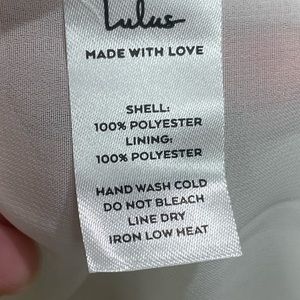 Lulus
MADE WITH LOVE
SHELL:
100% POLYESTER
LINING:
100% POLYESTER
HAND WASH COLD
DO NOT BLEACH
LINE DRY
IRON LOW HEAT